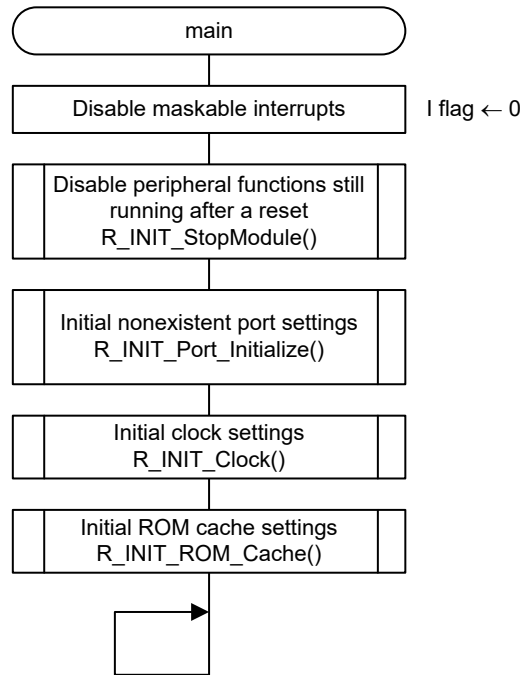 main
Disable maskable interrupts
I flag ← 0
Disable peripheral functions still
running after a reset
R_INIT_StopModule()
Initial nonexistent port settings
R_INIT_Port_Initialize()
Initial clock settings
R_INIT_Clock()
Initial ROM cache settings
R_INIT_ROM_Cache()